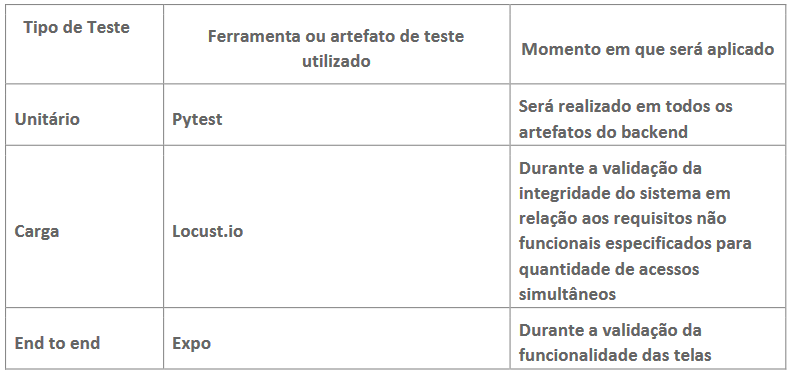 Tipo de Teste
Ferramenta ou artefato de teste
utilizado
Momento em que será aplicado
Unitário
Pytest
Será realizado em todos os
artefatos do backend
Carga
Locust.io
Durante a validação da
integridade do sistema em
relação aos requisitos não
funcionais especificados para
quantidade de acessos
simultâneos
End to end
Expo
Durante a validação da
funcionalidade das telas